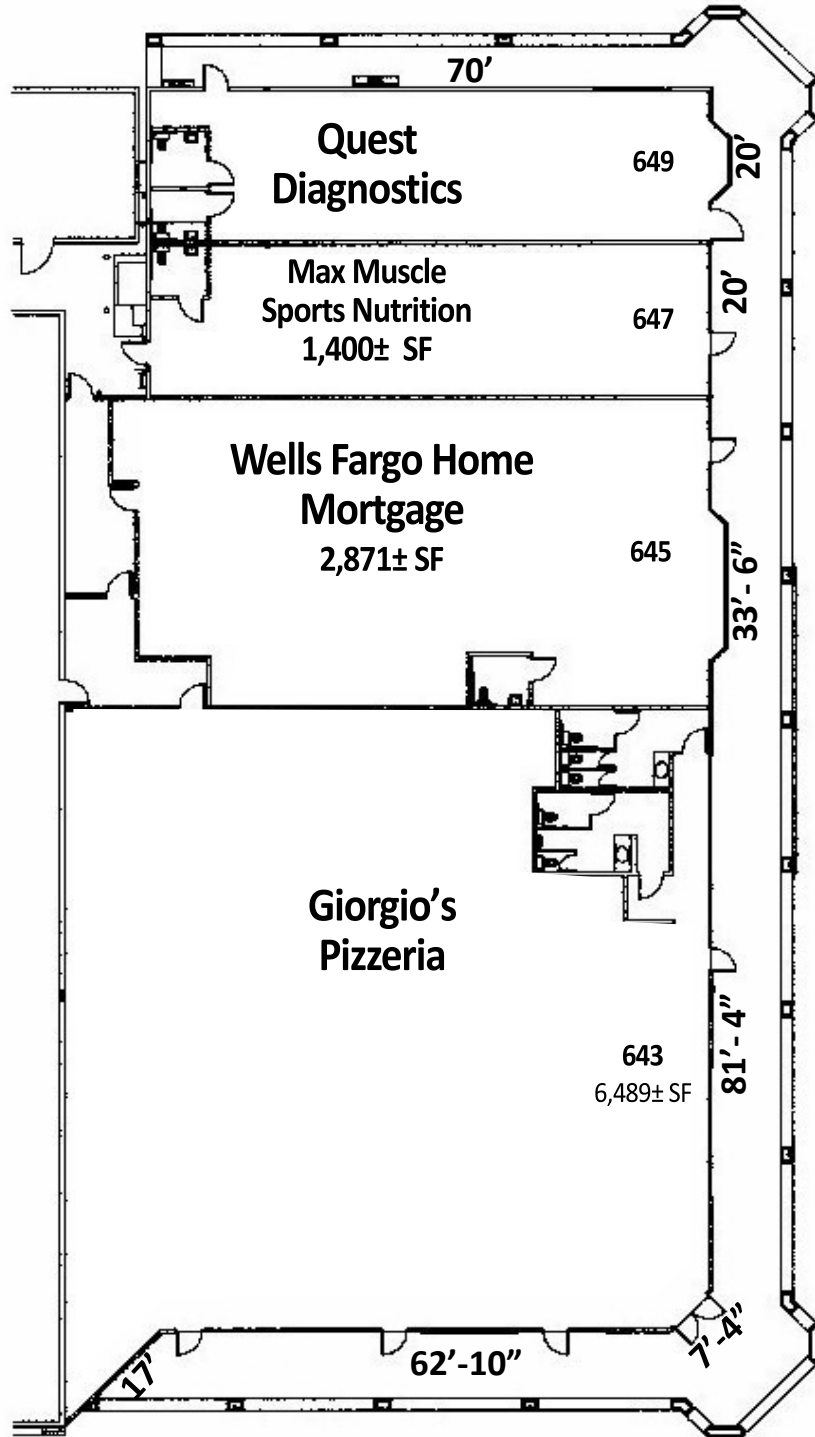 70’
Quest
Diagnostics
649
20’
Max Muscle
Sports Nutrition
1,400± SF
647
20’
Wells Fargo Home
Mortgage
2,871± SF
645
33’- 6”
Giorgio’s
Pizzeria
643
6,489± SF
81’- 4”
7’-4”
62’-10”
17’